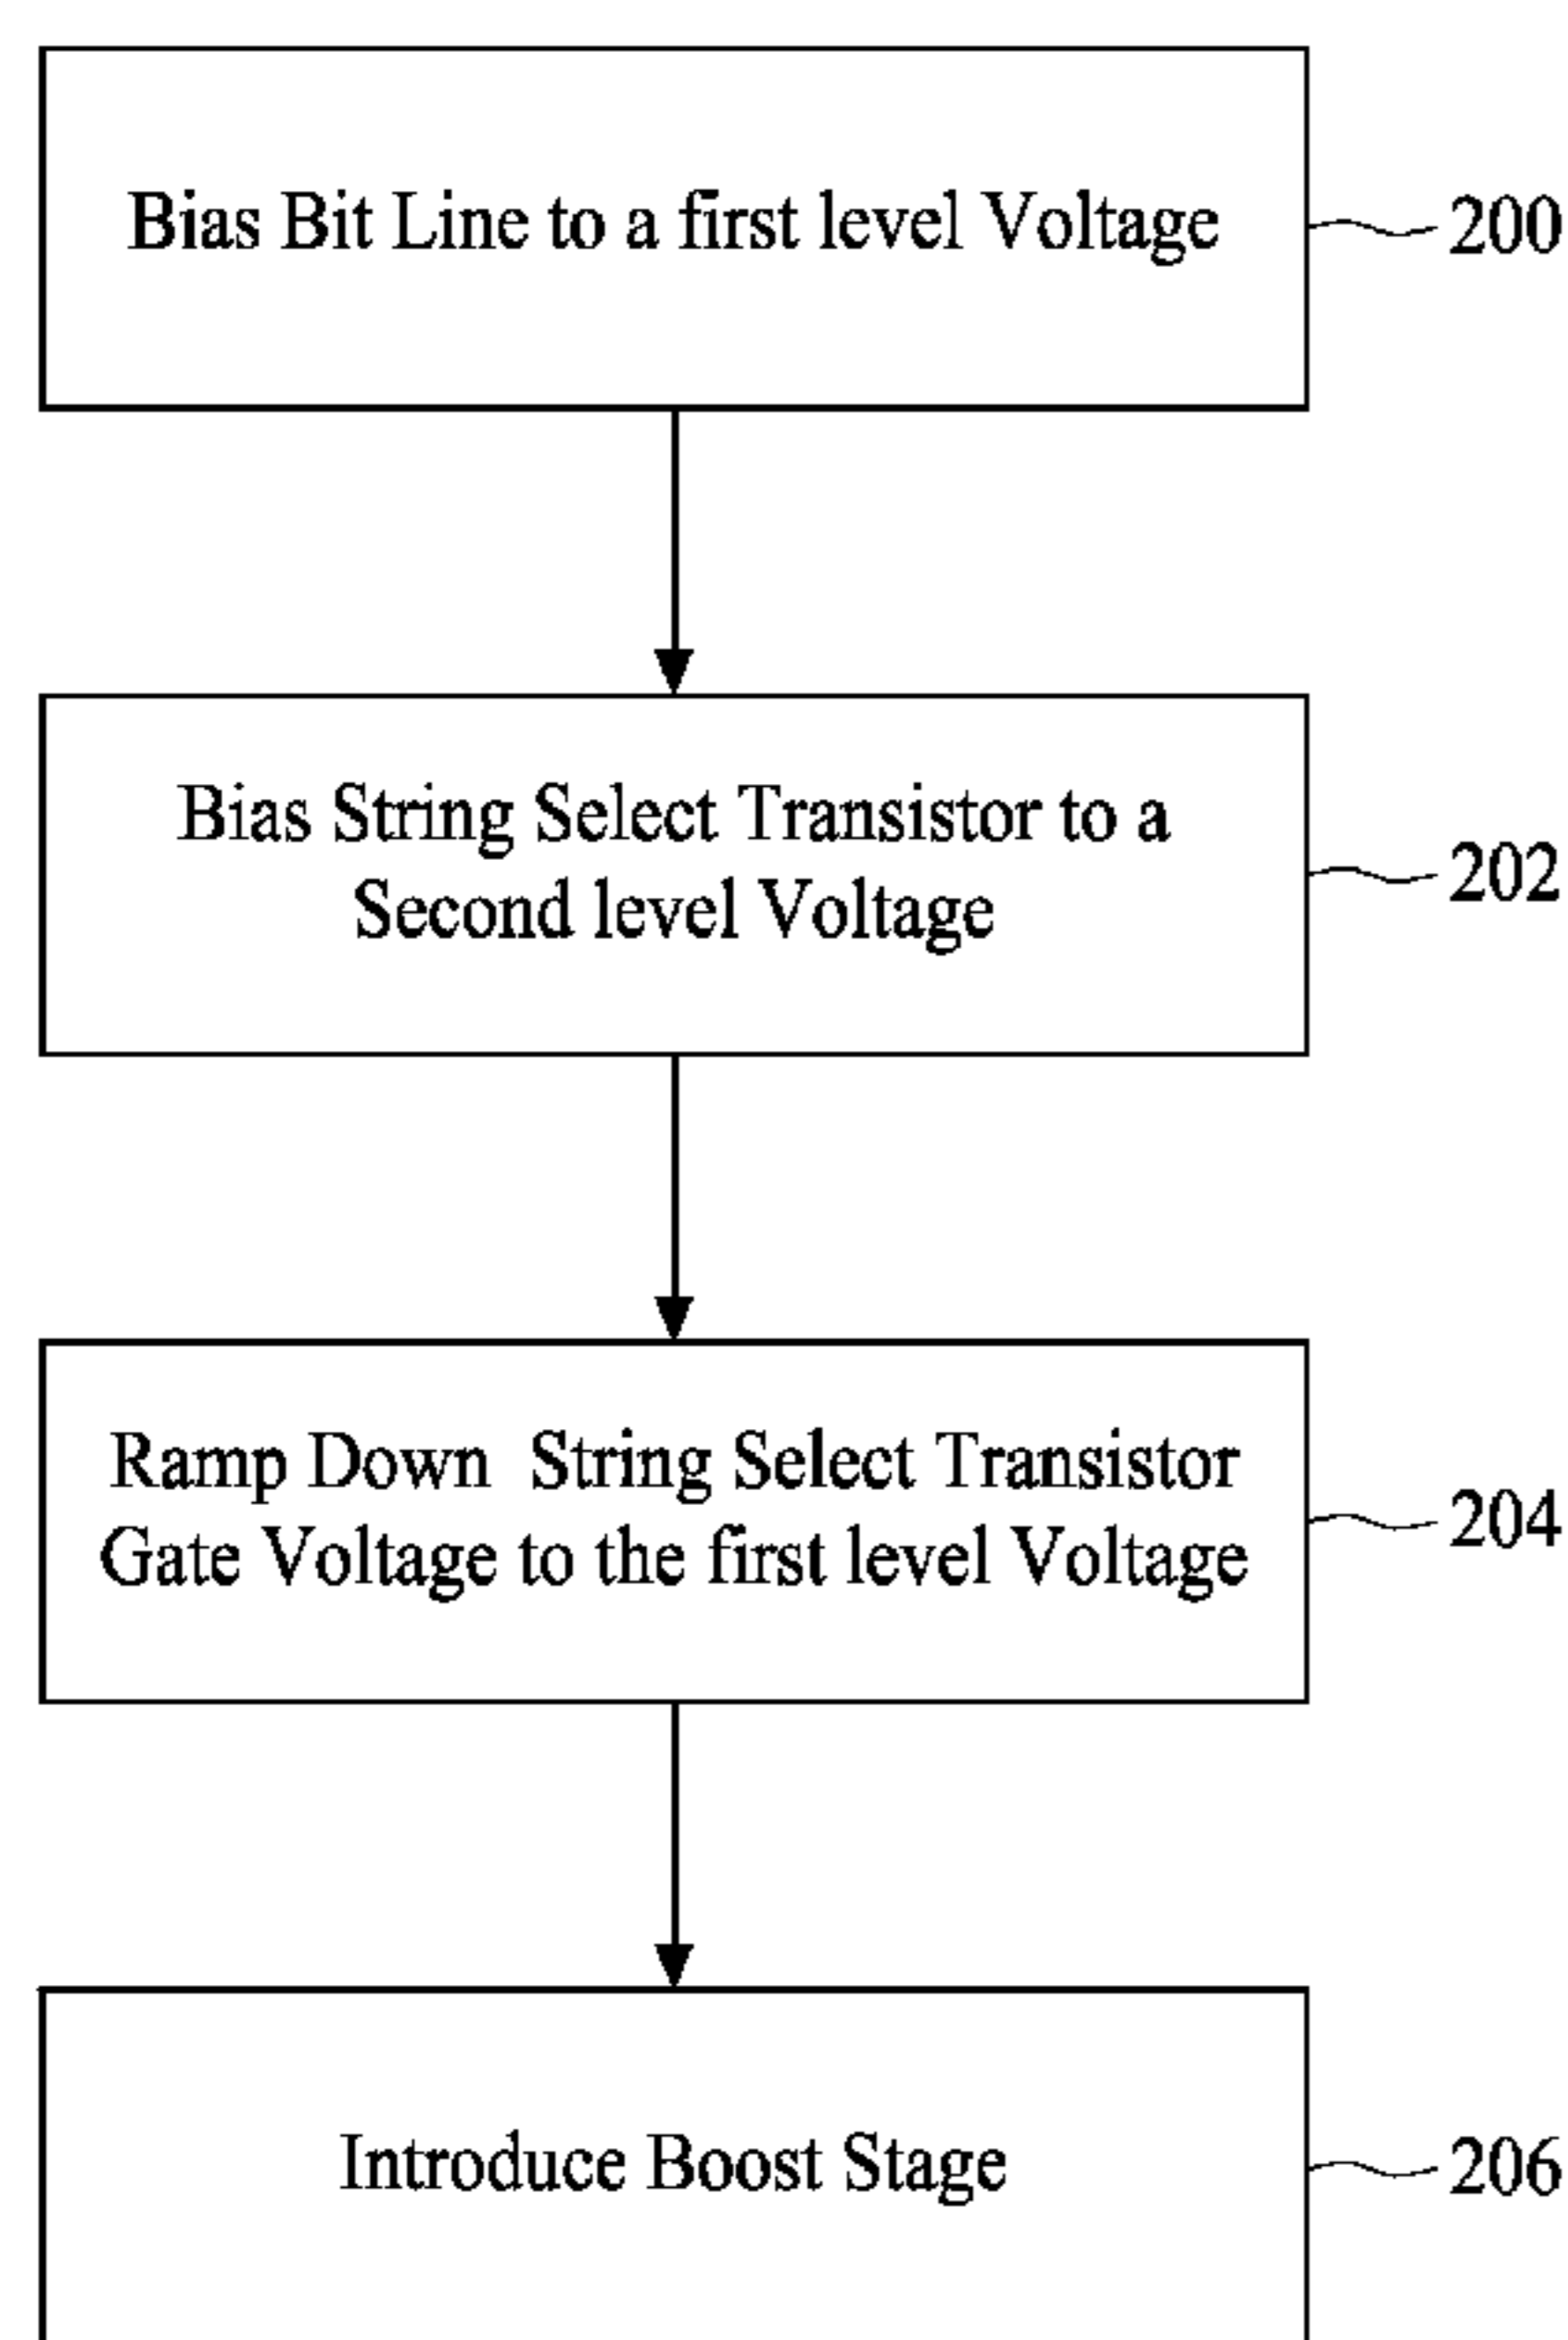 Bias Bit Line to a first level Voltage
200
Bias String Select Transistor to a
Second level Voltage
202
Ramp Down String Select Transistor
Gate Voltage to the first level Voltage
204
Introduce Boost Stage
206